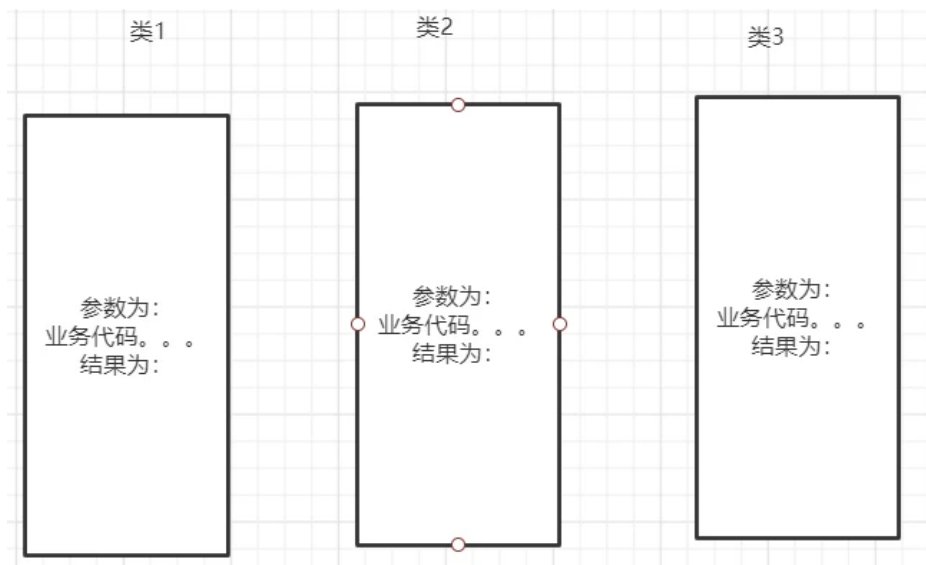 类1
类2
类3
参数为:
业务代码。。。
结果为:
参数为:
业务代码。。。
结果为:
参数为:
业务代码。。。
结果为: